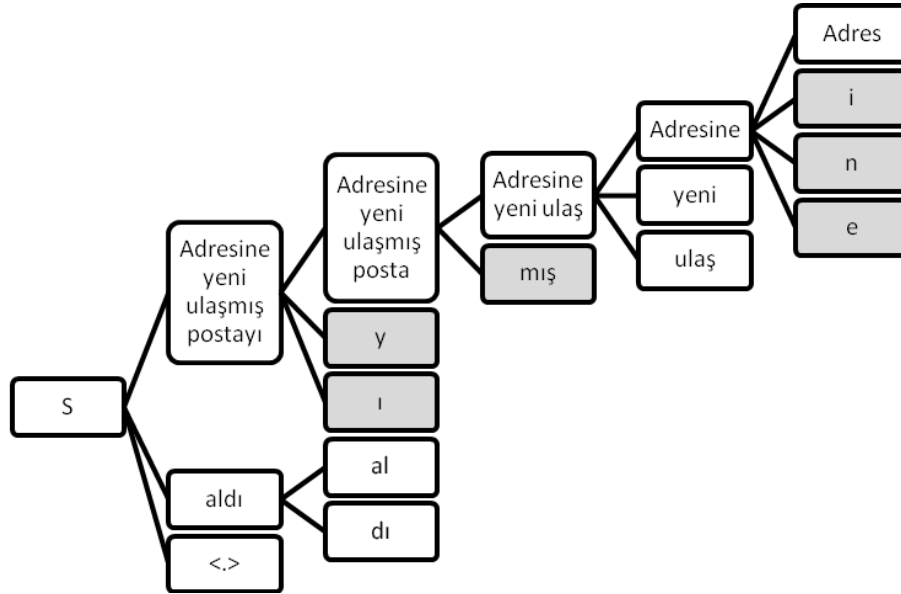 S
Adresine
yeni
ulaşmış
postayı
aldı
<.>
Adresine
yeni
ulaşmış
posta
y
ı
al
dı
Adresine
yeni ulaş
mış
Adresine
yeni
ulaş
Adres
i
n
e